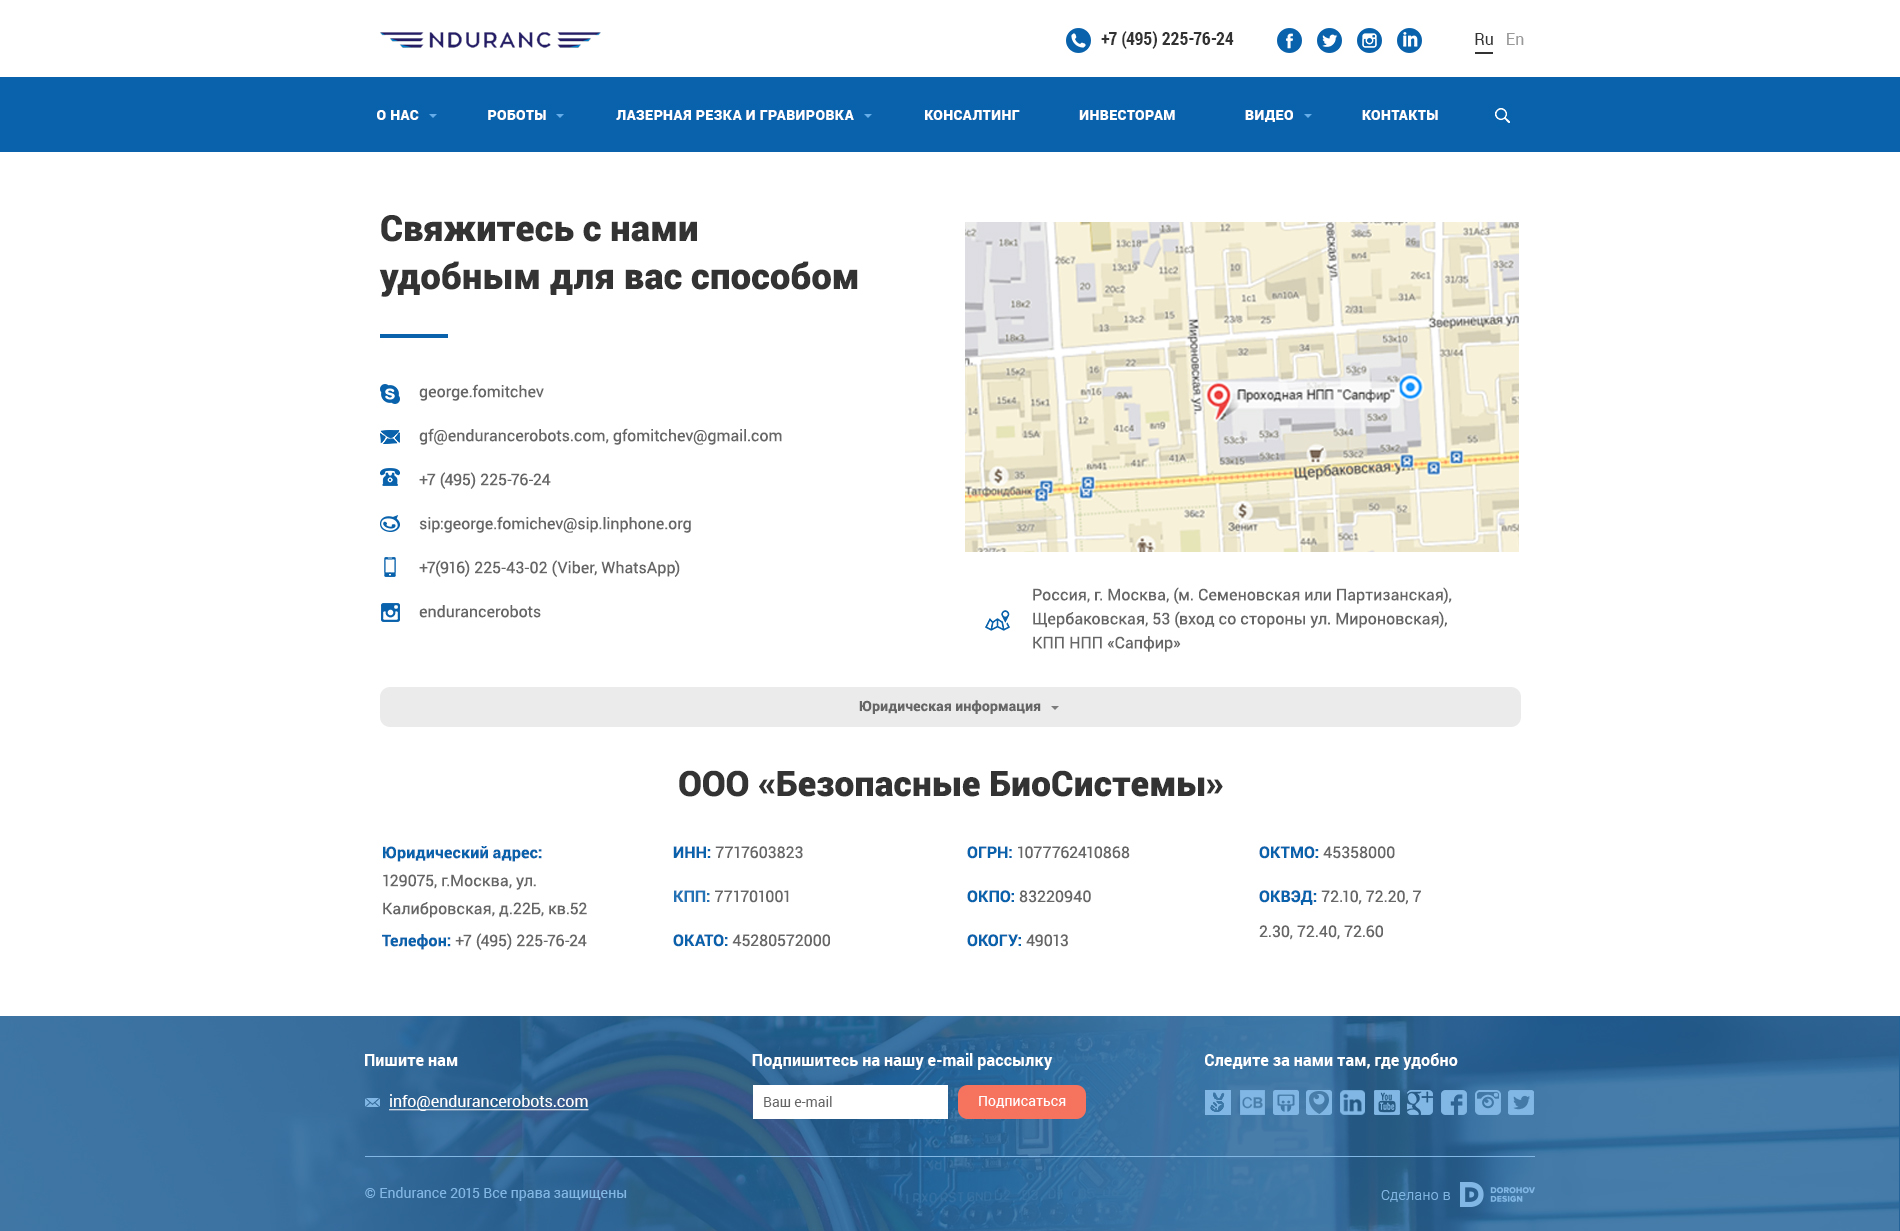 NDURANC
+7 (495) 225-76-24
Ru En
О НАС
РОБОТЫ
ЛАЗЕРНАЯ РЕЗКА И ГРАВИРОВКА
КОНСАЛТИНГ
ИНВЕСТОРАМ
ВИДЕО
КОНТАКТЫ
Свяжитесь с нами
удобным для вас способом
george.fomitchev
gf@endurancerobots.com, gfomitchev@gmail.com
+7 (495) 225-76-24
sip:george.fomichev@sip.linphone.org
+7(916) 225-43-02 (Viber, WhatsApp)
endurancerobots
Мироновская ул.
Зверинецкая ул
Проходная НПП "Сапфир"
Щербаковская у
Татфондбанк
Зенит
Россия, г. Москва, (м. Семеновская или Партизанская),
Щербаковская, 53 (вход со стороны ул. Мироновская),
КПП НПП «Сапфир»
Юридическая информация
ООО «Безопасные БиоСистемы»
Юридический адрес:
129075, г.Москва, ул.
Калибровская, д.22Б, кв.52
Телефон: +7 (495) 225-76-24
ИНН: 7717603823
КПП: 771701001
ОКАТО: 45280572000
ОГРН: 1077762410868
ОКПО: 83220940
ОКОГУ: 49013
ОКТМО: 45358000
ОКВЭД: 72.10, 72.20, 7
2.30, 72.40, 72.60
Пишите нам
info@endurancerobots.com
Подпишитесь на нашу e-mail рассылку
Ваш e-mail
Подписаться
Следите за нами там, где удобно
© Endurance 2015 Все права защищены
Сделано в
DOROHOV
DESIGN